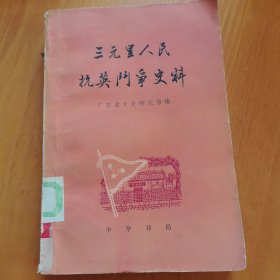 三元里人民
抗英鬥爭史料
广东省文史研究馆編
中华书局